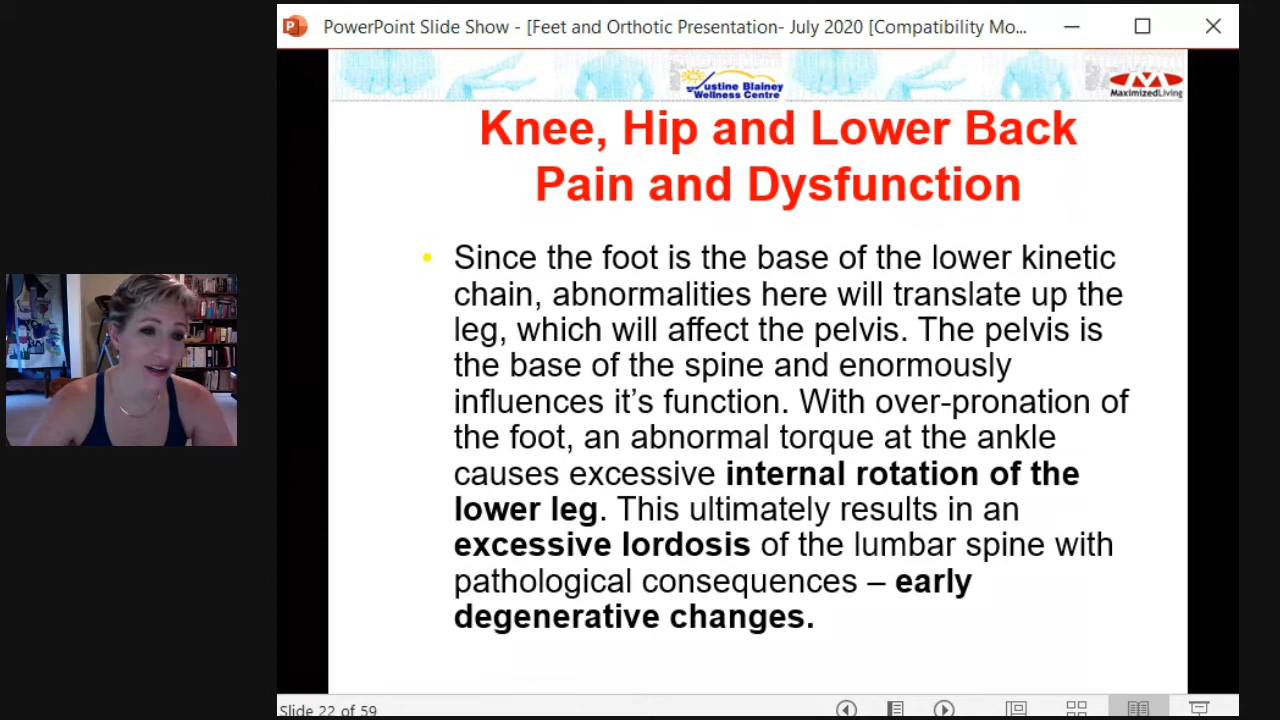 PowerPoint Slide Show - [Feet and Orthotic Presentation- July 2020 [Compatibility Mo...
ustine Blainey
Wellness Centre
MaximizedLiving
Knee, Hip and Lower Back
Pain and Dysfunction
• Since the foot is the base of the lower kinetic
chain, abnormalities here will translate up the
leg, which will affect the pelvis. The pelvis is
the base of the spine and enormously
influences it’s function. With over-pronation of
the foot, an abnormal torque at the ankle
causes excessive internal rotation of the
lower leg. This ultimately results in an
excessive lordosis of the lumbar spine with
pathological consequences – early
degenerative changes.
Slide 22 of 59